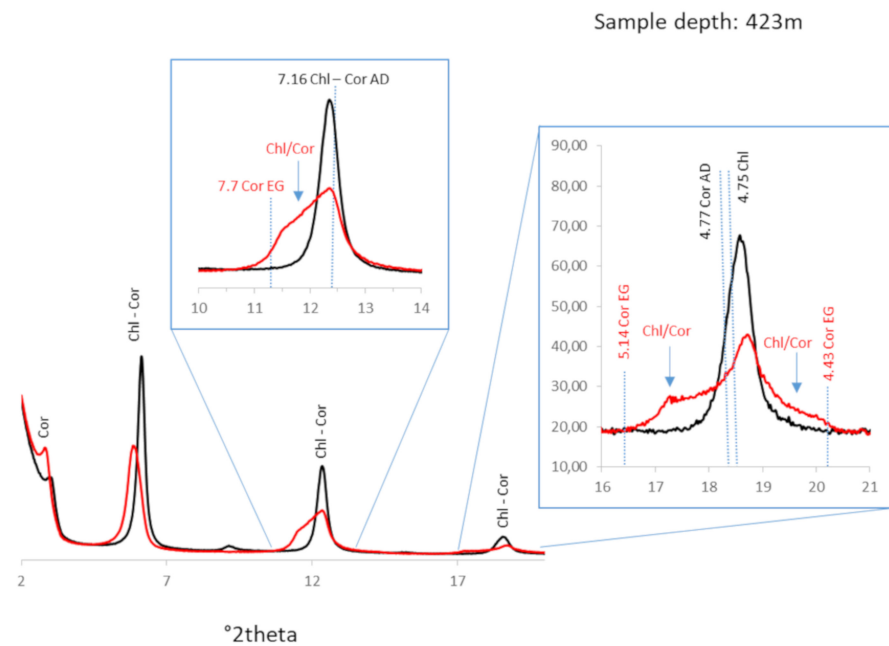 Sample depth: 423m
7.16 Chl – Cor AD
Chl/Cor
7.7 Cor EG
10 11 12 13 14
90,00
80,00
70,00
60,00
50,00
40,00
30,00
20,00
10,00
4.77 Cor AD
4.75 Chl
5.14 Cor EG
Chl/Cor
Chl/Cor
4.43 Cor EG
16 17 18 19 20 21
Cor
Chl - Cor
Chl - Cor
Chl - Cor
2 7 12 17
°2theta